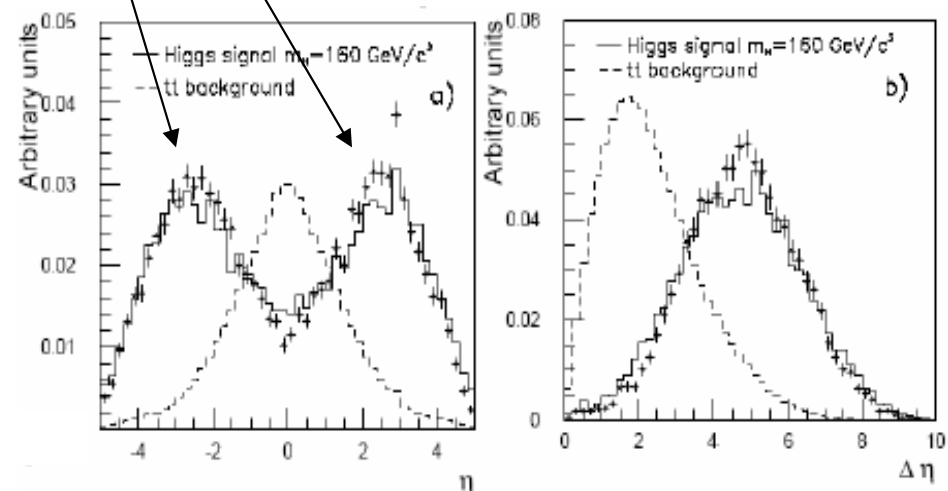 0.05
0.04
0.03
0.02
0.01
-4 -2 0 2 4
η
Arbitrary units
Higgs signal m_H=160 GeV/c²
tt background
a)
0.08
0.06
0.04
0.02
0
0 2 4 6 8 10
Δ η
Arbitrary units
Higgs signal m_H=160 GeV/c²
tt background
b)